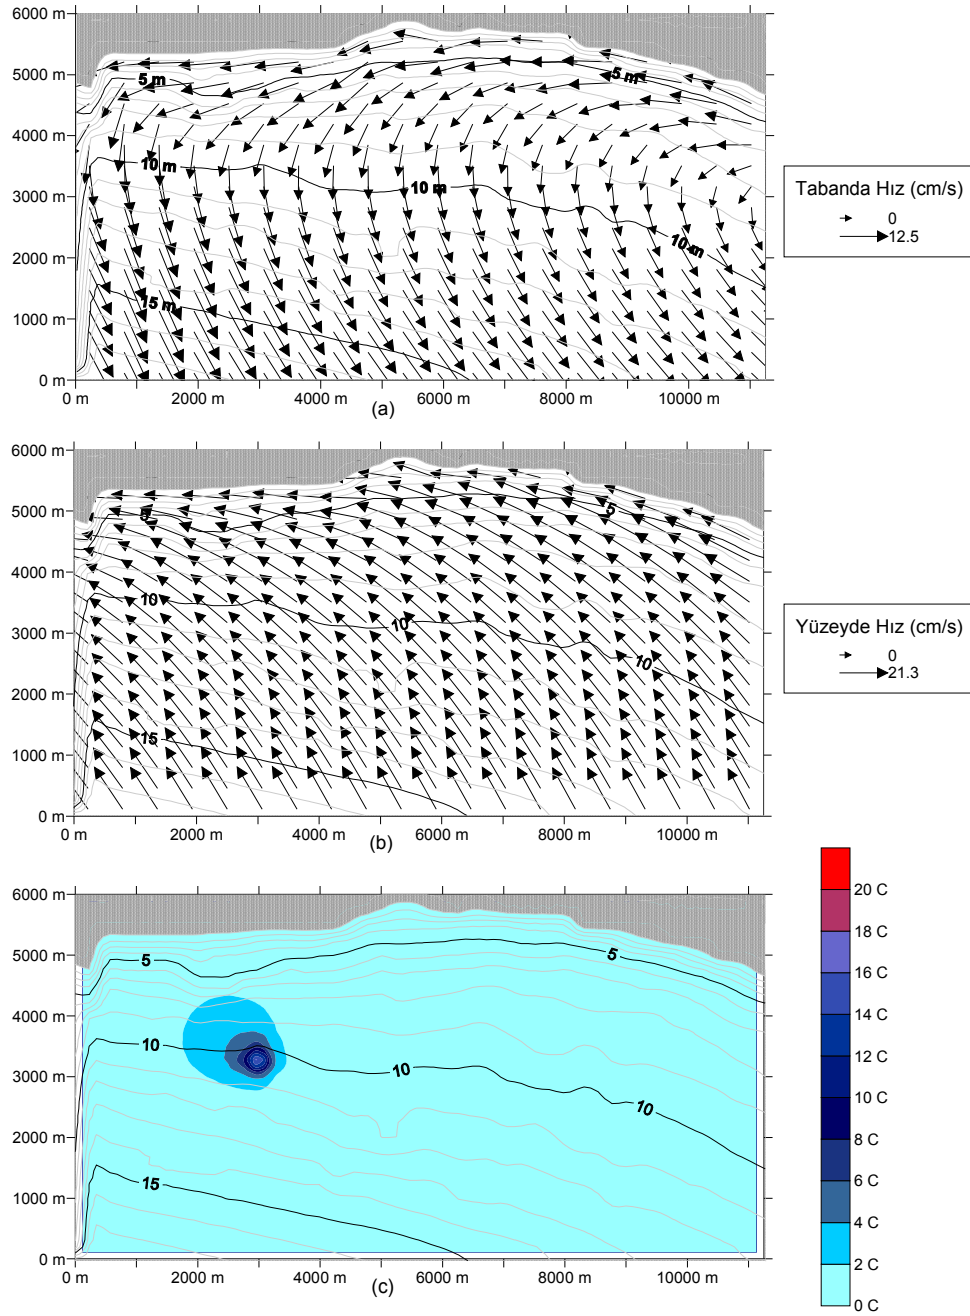 6000 m
5000 m
4000 m
3000 m
2000 m
1000 m
0 m
5 m
5 m
10 m
10 m
10 m
15 m
0 m
2000 m
4000 m
6000 m
8000 m
10000 m
(a)
Tabanda Hız (cm/s)
0
12.5
6000 m
5000 m
4000 m
3000 m
2000 m
1000 m
0 m
5
5
10
10
10
15
0 m
2000 m
4000 m
6000 m
8000 m
10000 m
(b)
Yüzeyde Hız (cm/s)
0
21.3
6000 m
5000 m
4000 m
3000 m
2000 m
1000 m
0 m
5
5
10
10
10
15
0 m
2000 m
4000 m
6000 m
8000 m
10000 m
(c)
20 C
18 C
16 C
14 C
12 C
10 C
8 C
6 C
4 C
2 C
0 C